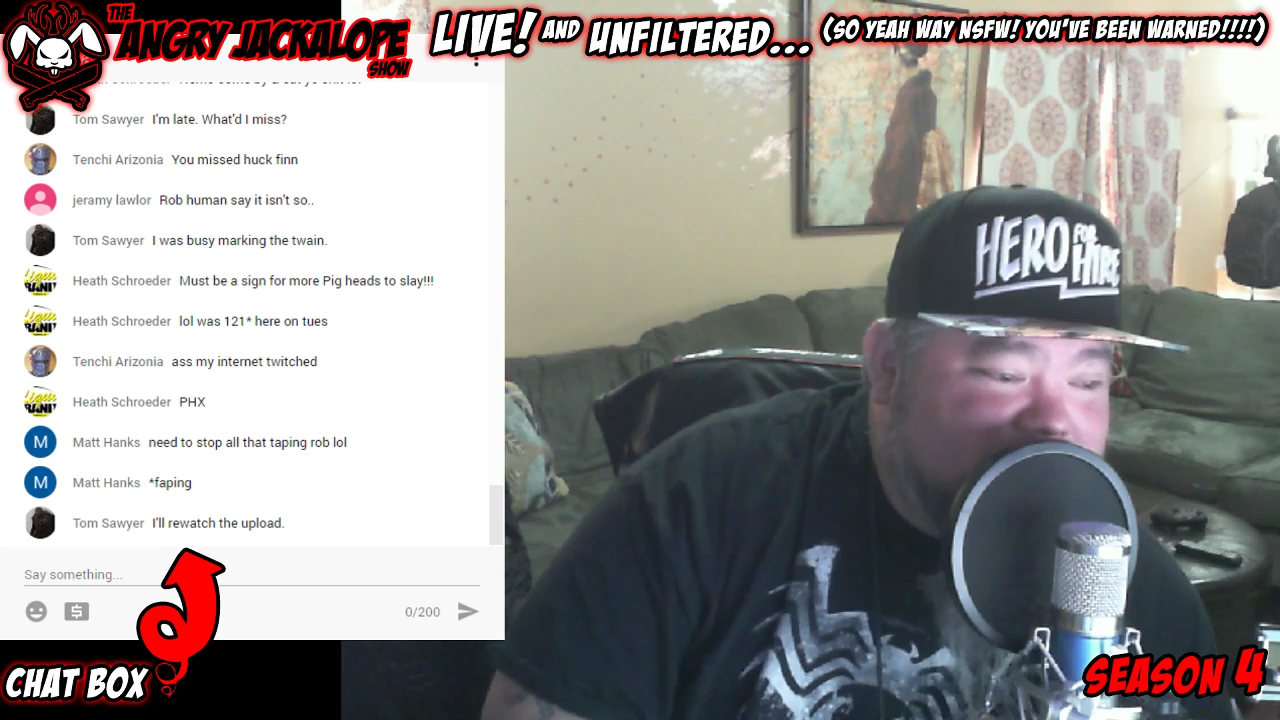 THE
ANGRY JACKALOPE
SHOW
LIVE! AND UNFILTERED... (SO YEAH WAY NSFW! YOU'VE BEEN WARNED!!!!)
Tom Sawyer I'm late. What'd I miss?
Tenchi Arizonia You missed huck finn
jeramy lawlor Rob human say it isn't so..
Tom Sawyer I was busy marking the twain.
Heath Schroeder Must be a sign for more Pig heads to slay!!!
Heath Schroeder lol was 121* here on tues
Tenchi Arizonia ass my internet twitched
Heath Schroeder PHX
M Matt Hanks need to stop all that taping rob lol
M Matt Hanks *faping
Tom Sawyer I'll rewatch the upload.
Say something...
0/200
CHAT BOX
HERO FOR HIRE
SEASON 4